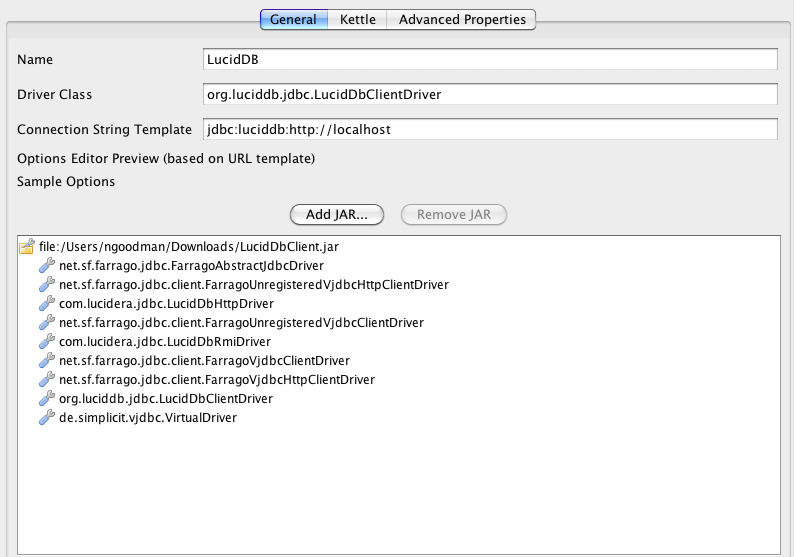 General Kettle Advanced Properties
Name LucidDB
Driver Class org.luciddb.jdbc.LucidDbClientDriver
Connection String Template jdbc:luciddb:http://localhost
Options Editor Preview (based on URL template)
Sample Options
Add JAR... Remove JAR
file:/Users/ngoodman/Downloads/LucidDbClient.jar
net.sf.farrago.jdbc.FarragoAbstractJdbcDriver
net.sf.farrago.jdbc.client.FarragoUnregisteredVjdbcHttpClientDriver
com.lucidera.jdbc.LucidDbHttpDriver
net.sf.farrago.jdbc.client.FarragoUnregisteredVjdbcClientDriver
com.lucidera.jdbc.LucidDbRmiDriver
net.sf.farrago.jdbc.client.FarragoVjdbcClientDriver
net.sf.farrago.jdbc.client.FarragoVjdbcHttpClientDriver
org.luciddb.jdbc.LucidDbClientDriver
de.simplicit.vjdbc.VirtualDriver